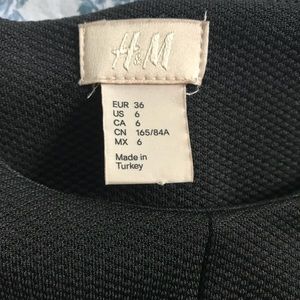 H&M
EUR 36
US 6
CA 6
CN 165/84A
MX 6
Made in
Turkey